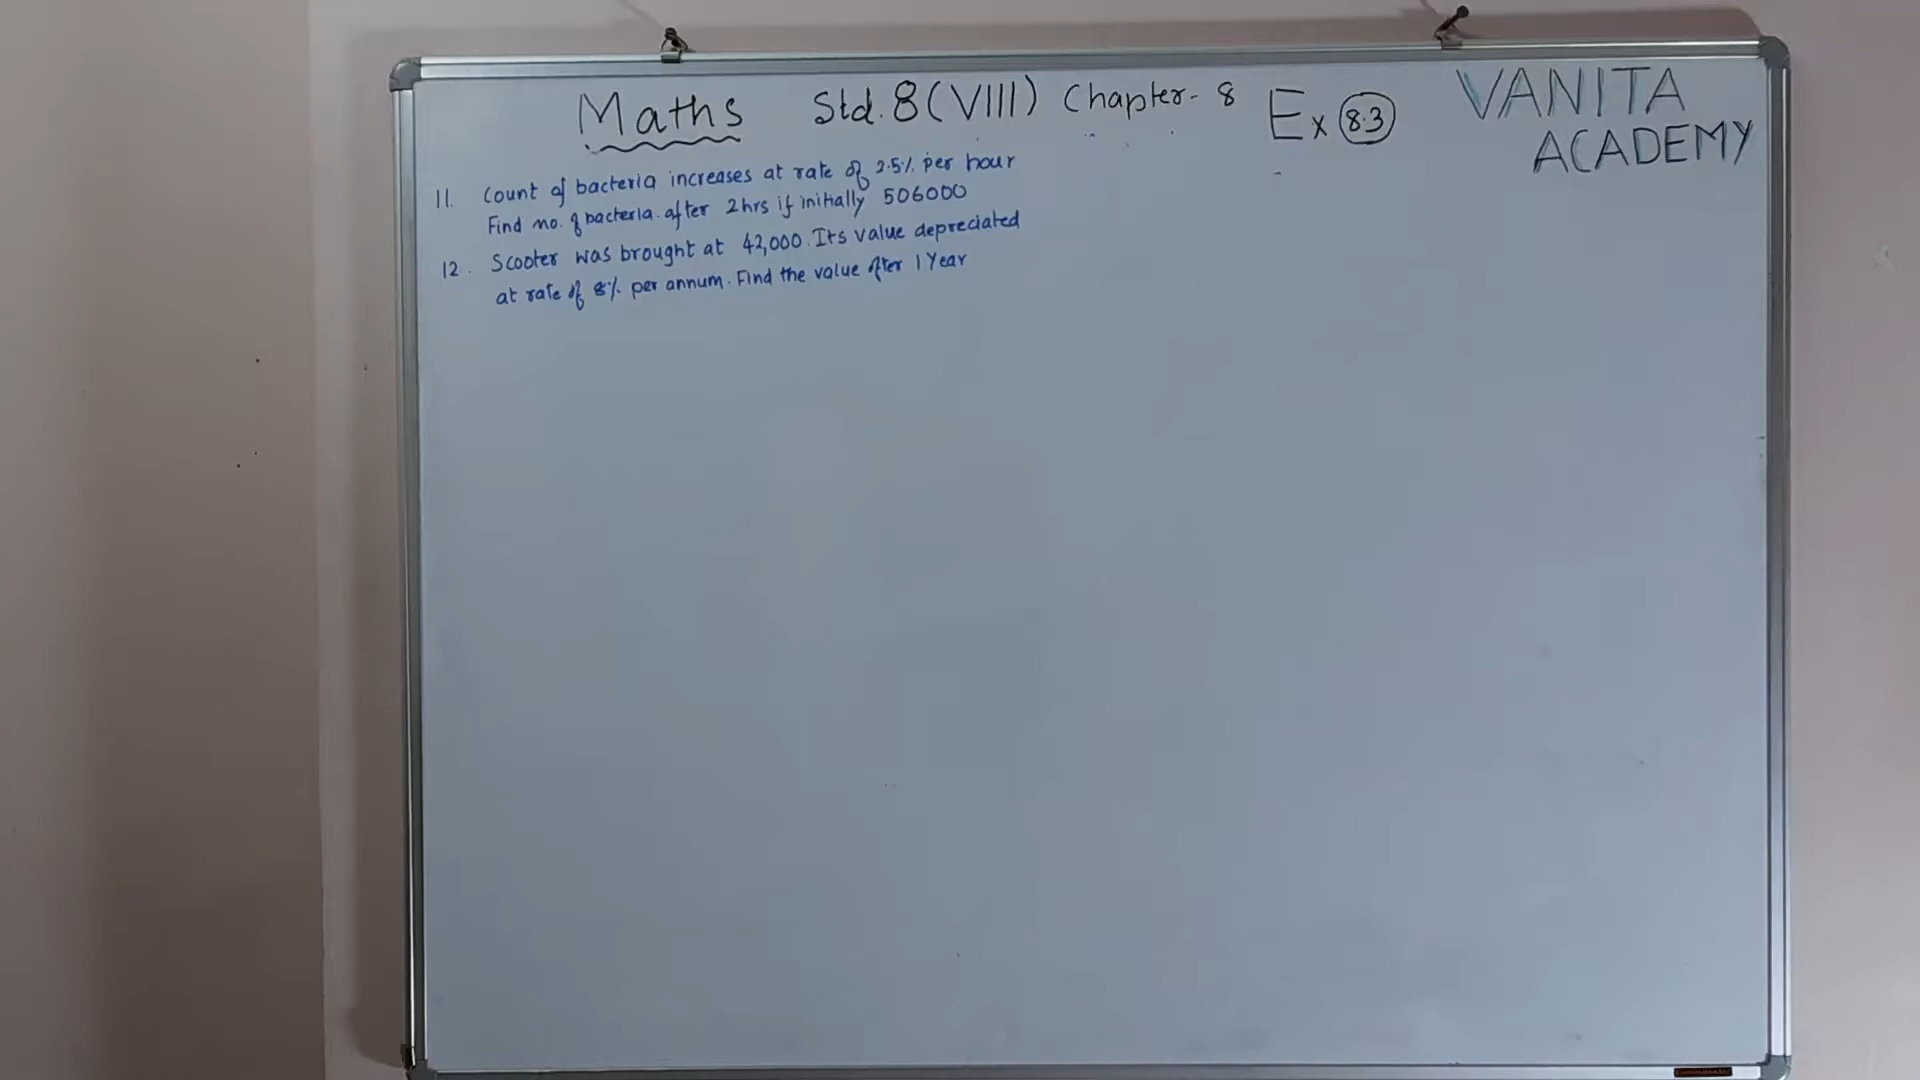 Maths Std. 8 (VIII) Chapter- 8 Ex 8.3 VANITA
ACADEMY
11. Count of bacteria increases at rate of 2.5% per hour
Find no. of bacteria. after 2hrs if initially 506000
12. Scooter was brought at 42,000. Its value depreciated
at rate of 8% per annum. Find the value after 1 Year